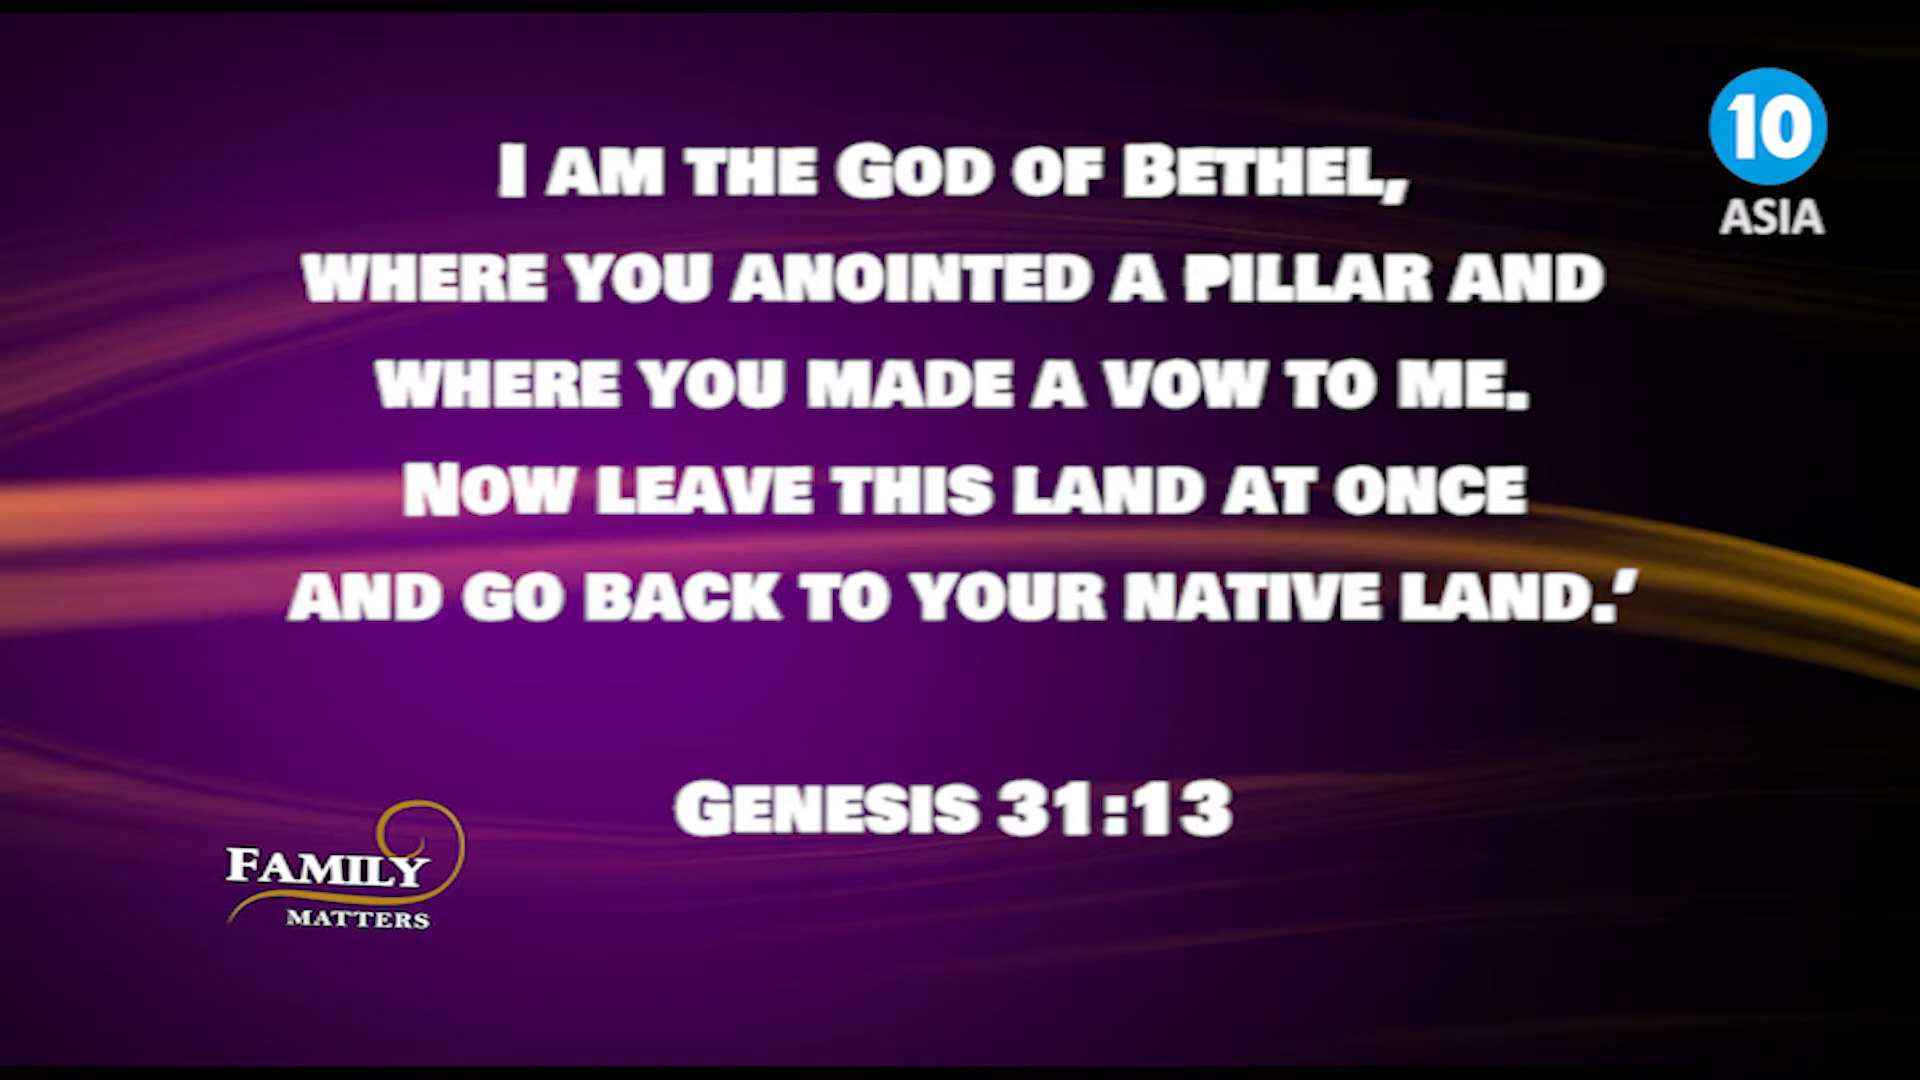 10
ASIA
I am the God of Bethel,
where you anointed a pillar and
where you made a vow to me.
Now leave this land at once
and go back to your native land.’
Genesis 31:13
Family
Matters